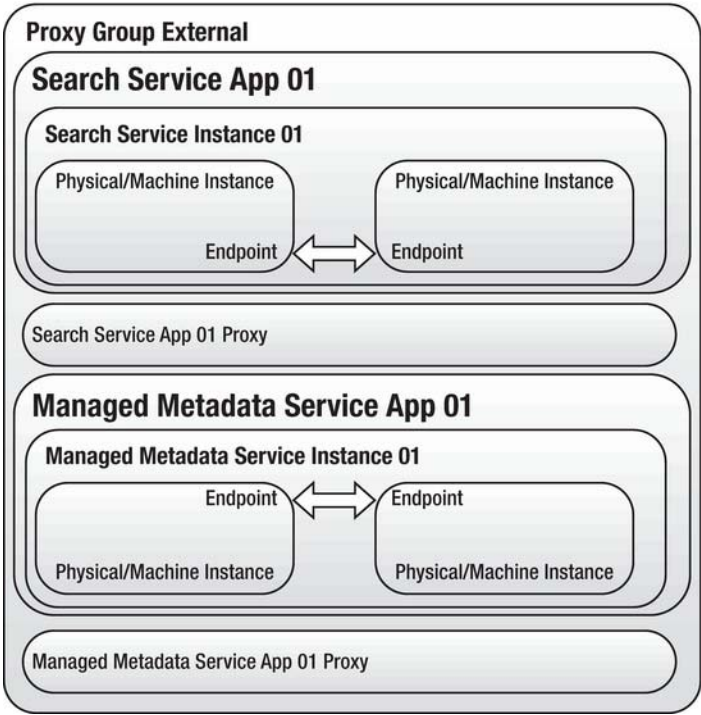 Proxy Group External
Search Service App 01
Search Service Instance 01
Physical/Machine Instance
Physical/Machine Instance
Endpoint
Endpoint
Search Service App 01 Proxy
Managed Metadata Service App 01
Managed Metadata Service Instance 01
Endpoint
Endpoint
Physical/Machine Instance
Physical/Machine Instance
Managed Metadata Service App 01 Proxy